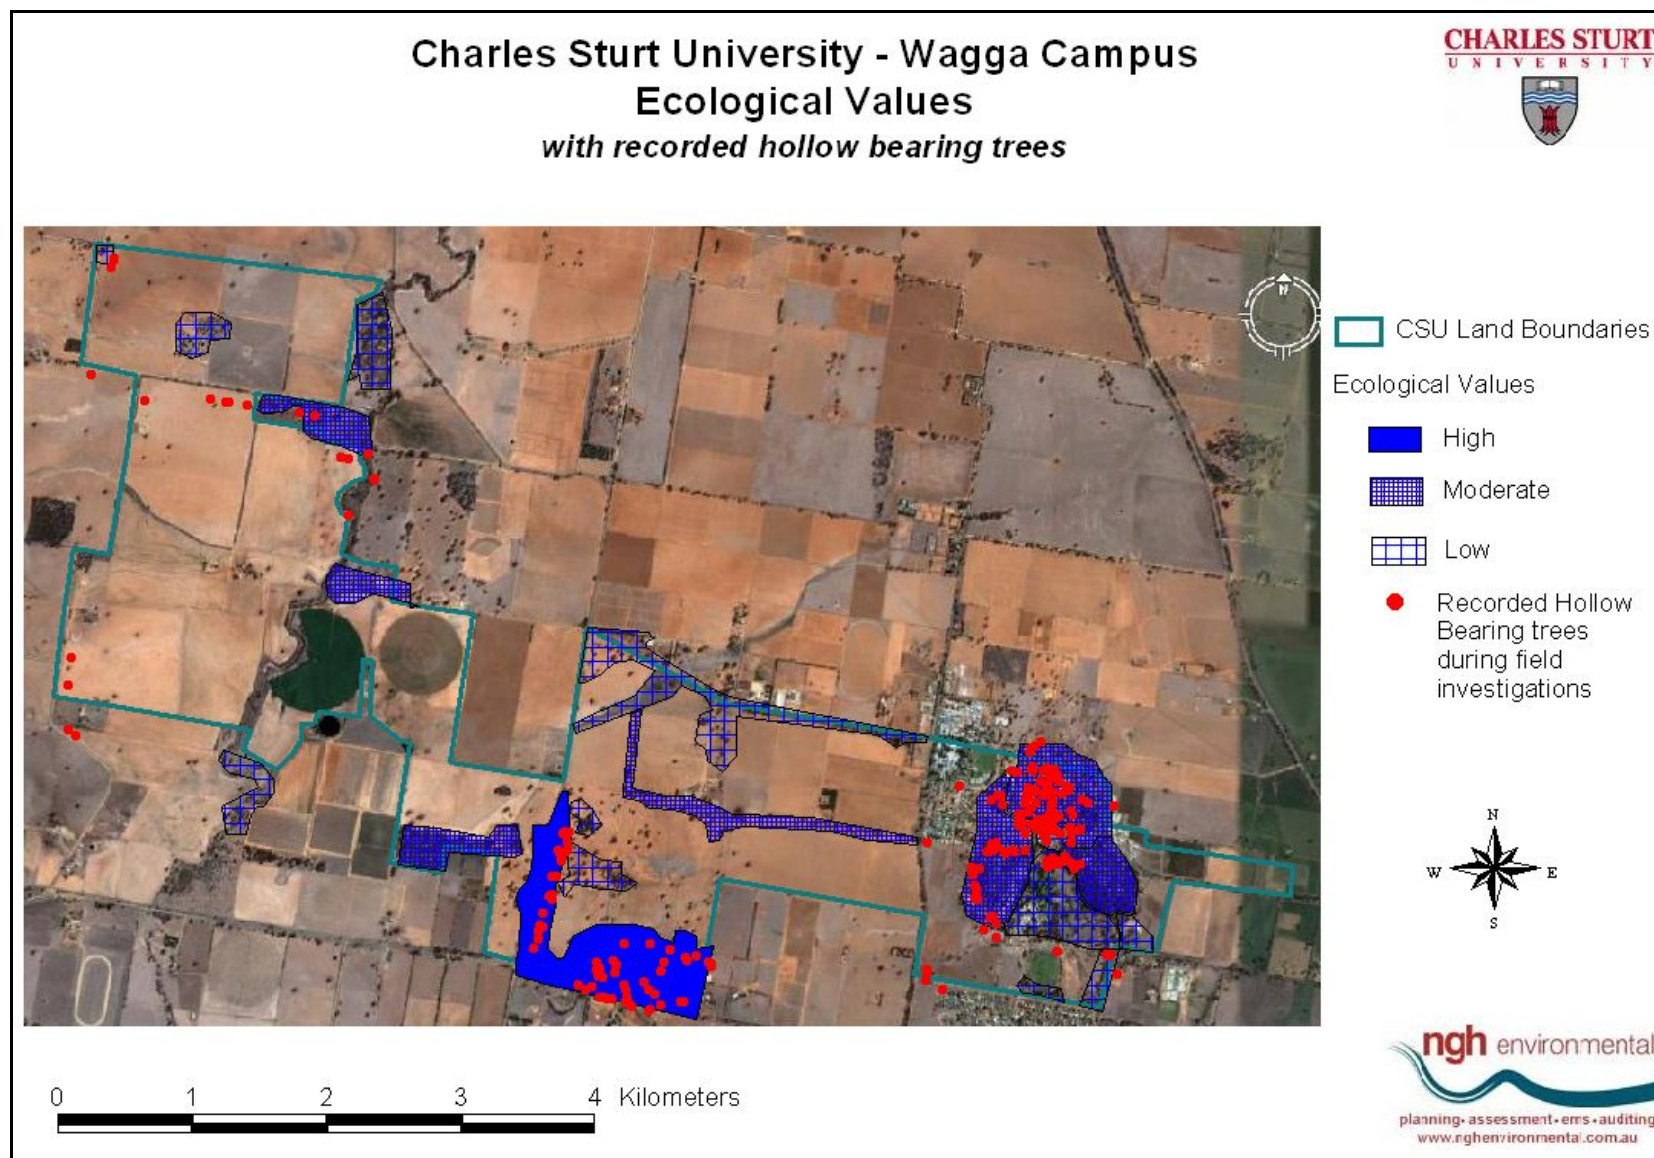 Charles Sturt University - Wagga Campus
Ecological Values
with recorded hollow bearing trees
CHARLES STURT
UNIVERSITY
N
CSU Land Boundaries
Ecological Values
High
Moderate
Low
Recorded Hollow
Bearing trees
during field
investigations
N
W E
S
0 1 2 3 4 Kilometers
ngh environmental
planning • assessment • ems • auditing
www.nghenvironmental.com.au